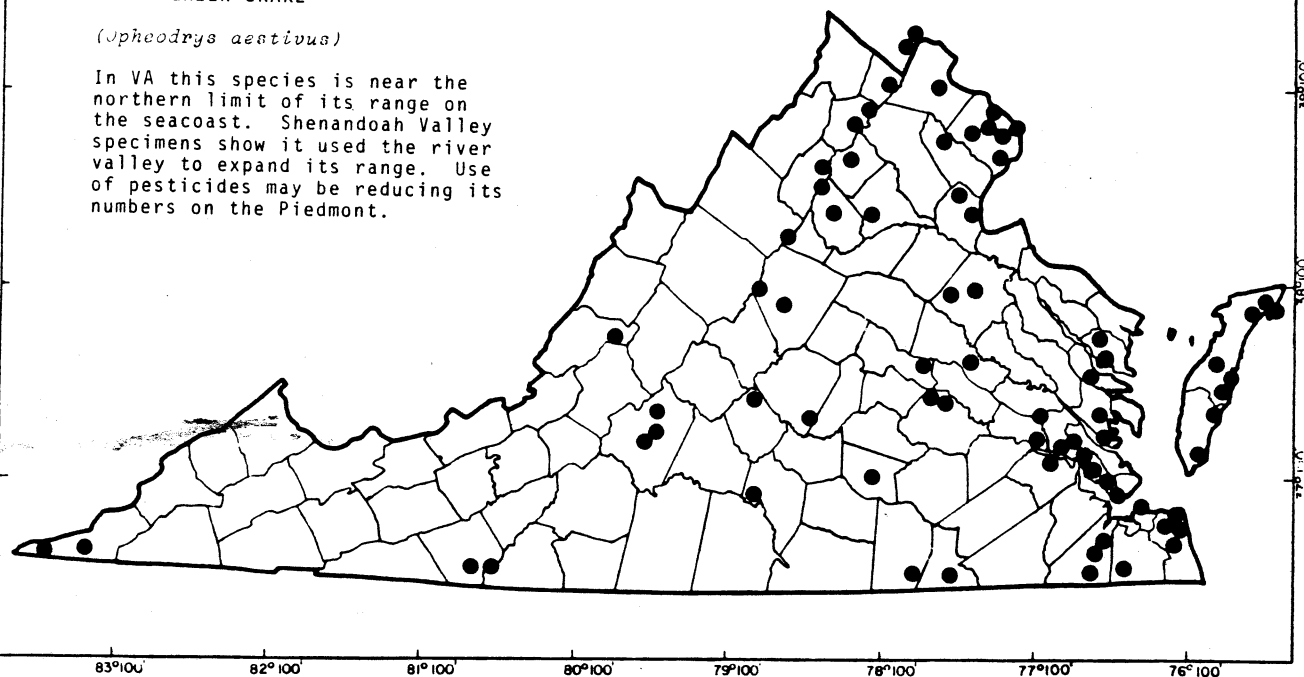 (Opheodrys aestivus)
In VA this species is near the
northern limit of its range on
the seacoast. Shenandoah Valley
specimens show it used the river
valley to expand its range. Use
of pesticides may be reducing its
numbers on the Piedmont.
83°00' 82°00' 81°00' 80°00' 79°00' 78°00' 77°00' 76°00'